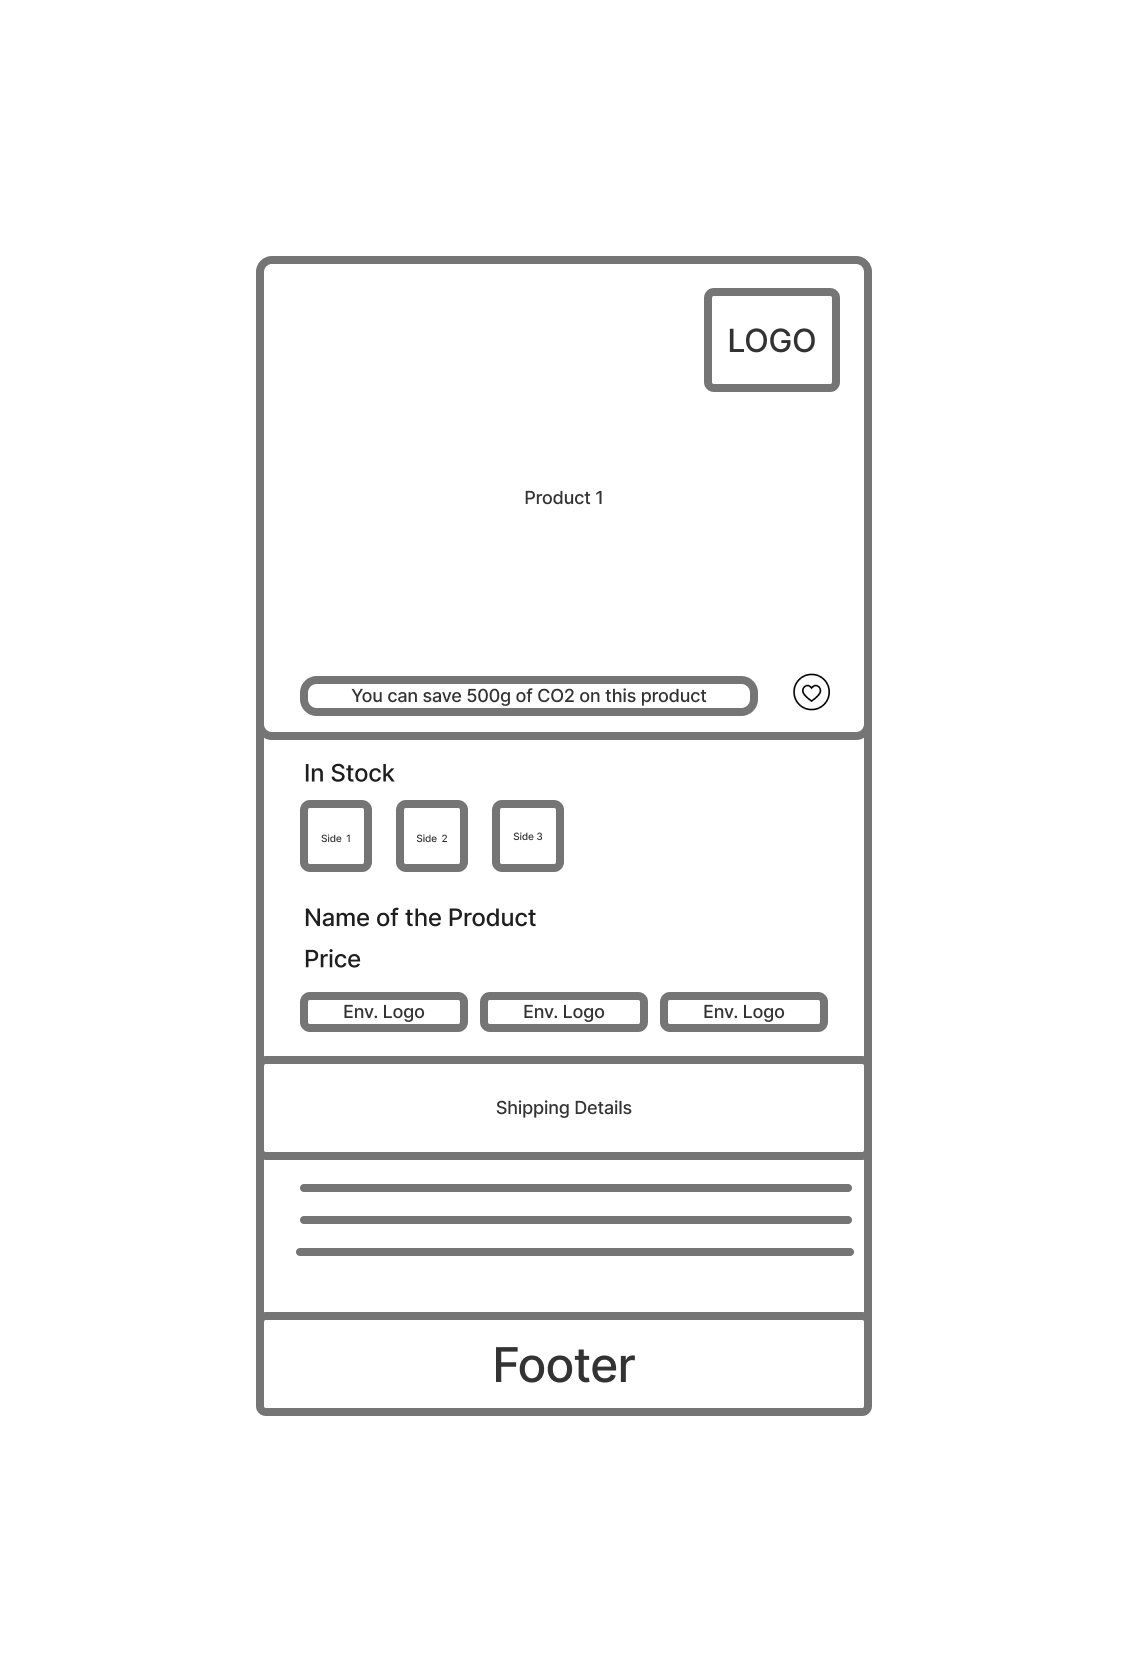 LOGO
Product 1
You can save 500g of CO2 on this product
In Stock
Side 1
Side 2
Side 3
Name of the Product
Price
Env. Logo
Env. Logo
Env. Logo
Shipping Details
Footer